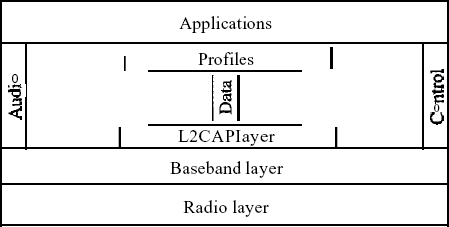 Applications
Profiles
Audio
Data
Control
L2CAPlayer
Baseband layer
Radio layer